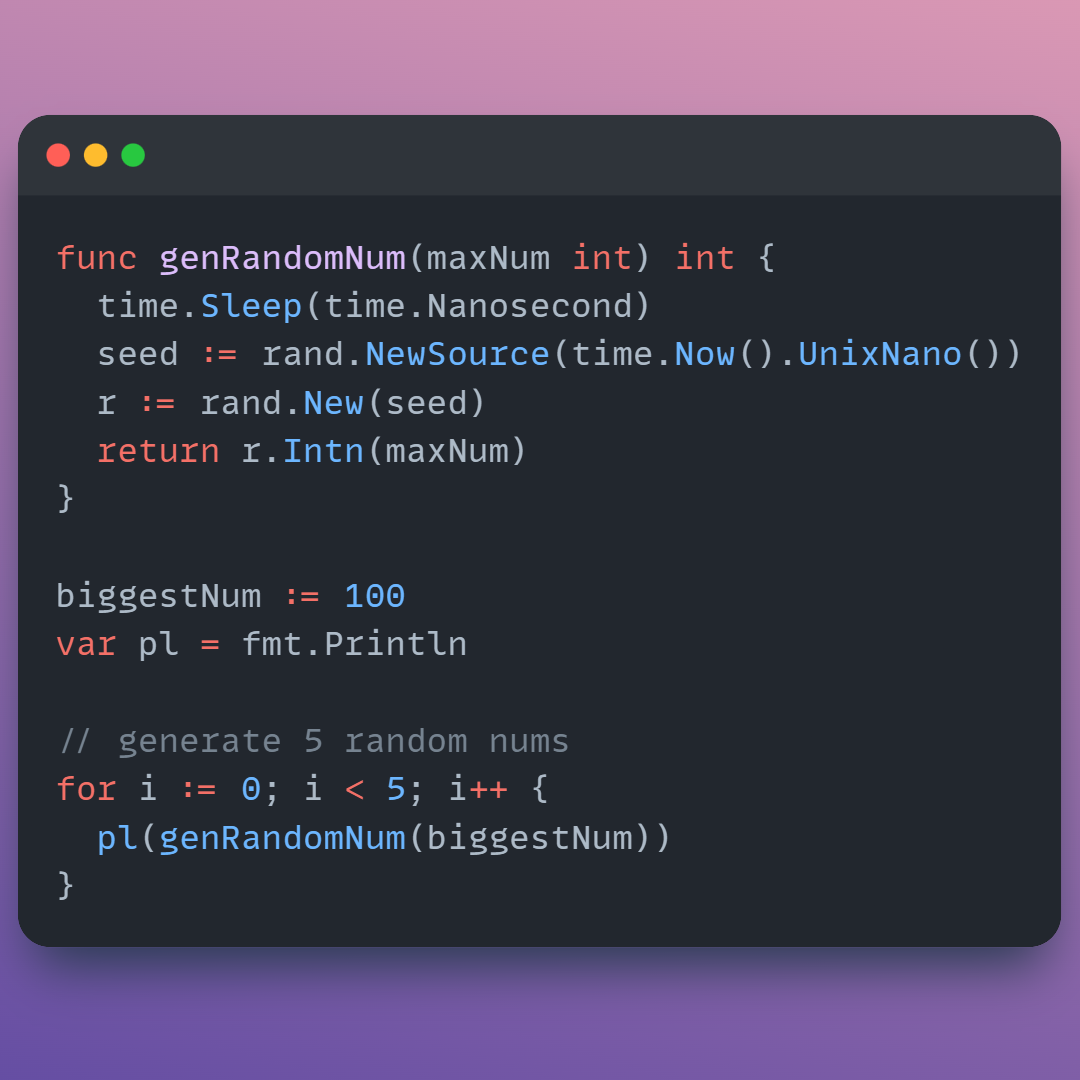 func genRandomNum(maxNum int) int {
  time.Sleep(time.Nanosecond)
  seed := rand.NewSource(time.Now().UnixNano())
  r := rand.New(seed)
  return r.Intn(maxNum)
}

biggestNum := 100
var pl = fmt.Println

// generate 5 random nums
for i := 0; i < 5; i++ {
  pl(genRandomNum(biggestNum))
}